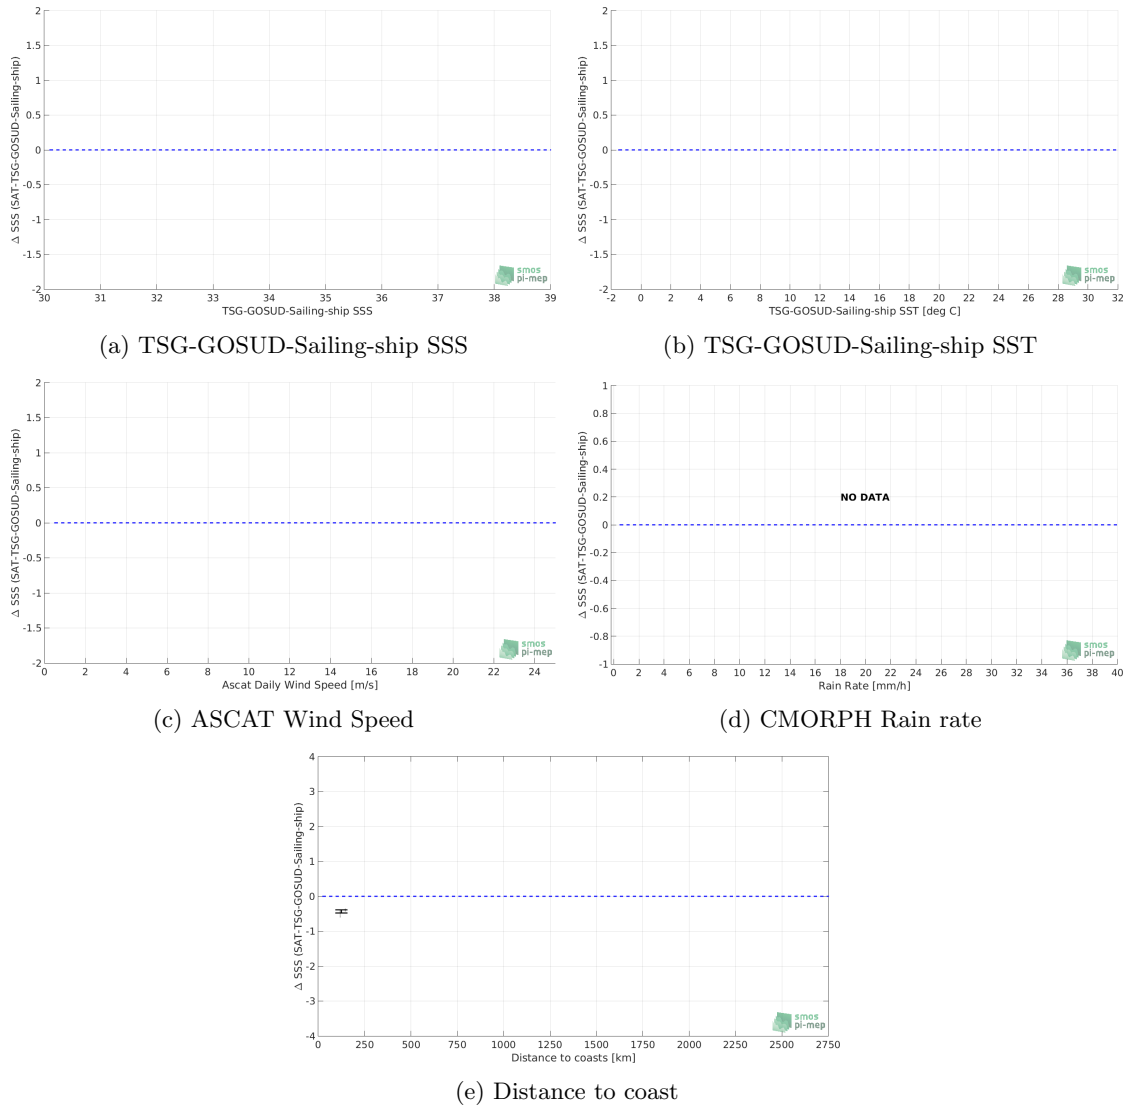 Δ SSS (SAT-TSG-GOSUD-Sailing-ship)
2
1.5
1
0.5
0
-0.5
-1
-1.5
-2
30 31 32 33 34 35 36 37 38 39
TSG-GOSUD-Sailing-ship SSS
smos
pi-mep
(a) TSG-GOSUD-Sailing-ship SSS
Δ SSS (SAT-TSG-GOSUD-Sailing-ship)
2
1.5
1
0.5
0
-0.5
-1
-1.5
-2
-2 0 2 4 6 8 10 12 14 16 18 20 22 24 26 28 30 32
TSG-GOSUD-Sailing-ship SST [deg C]
smos
pi-mep
(b) TSG-GOSUD-Sailing-ship SST
Δ SSS (SAT-TSG-GOSUD-Sailing-ship)
2
1.5
1
0.5
0
-0.5
-1
-1.5
-2
0 2 4 6 8 10 12 14 16 18 20 22 24
Ascat Daily Wind Speed [m/s]
smos
pi-mep
(c) ASCAT Wind Speed
Δ SSS (SAT-TSG-GOSUD-Sailing-ship)
1
0.8
0.6
0.4
0.2
0
-0.2
-0.4
-0.6
-0.8
-1
NO DATA
0 2 4 6 8 10 12 14 16 18 20 22 24 26 28 30 32 34 36 38 40
Rain Rate [mm/h]
smos
pi-mep
(d) CMORPH Rain rate
Δ SSS (SAT-TSG-GOSUD-Sailing-ship)
4
3
2
1
0
-1
-2
-3
-4
0 250 500 750 1000 1250 1500 1750 2000 2250 2500 2750
Distance to coasts [km]
smos
pi-mep
(e) Distance to coast